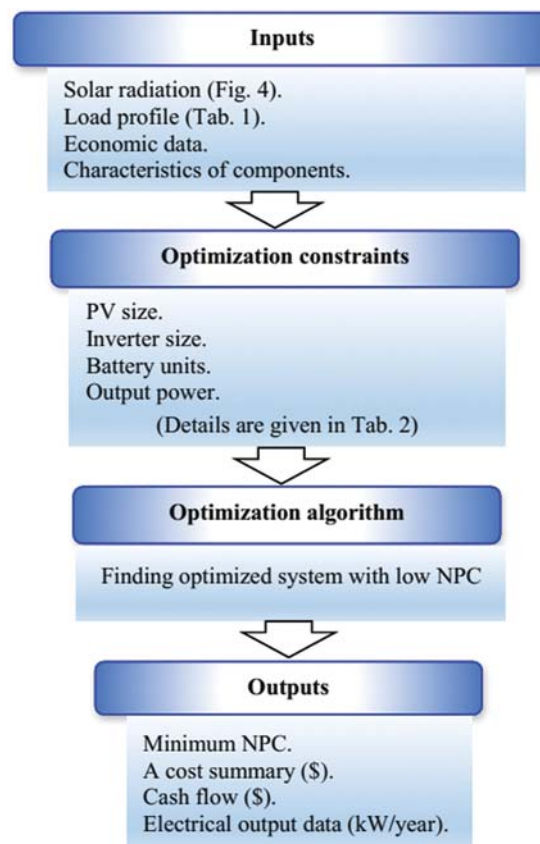 Inputs
Solar radiation (Fig. 4).
Load profile (Tab. 1).
Economic data.
Characteristics of components.
Optimization constraints
PV size.
Inverter size.
Battery units.
Output power.
(Details are given in Tab. 2)
Optimization algorithm
Finding optimized system with low NPC
Outputs
Minimum NPC.
A cost summary ($).
Cash flow ($).
Electrical output data (kW/year).